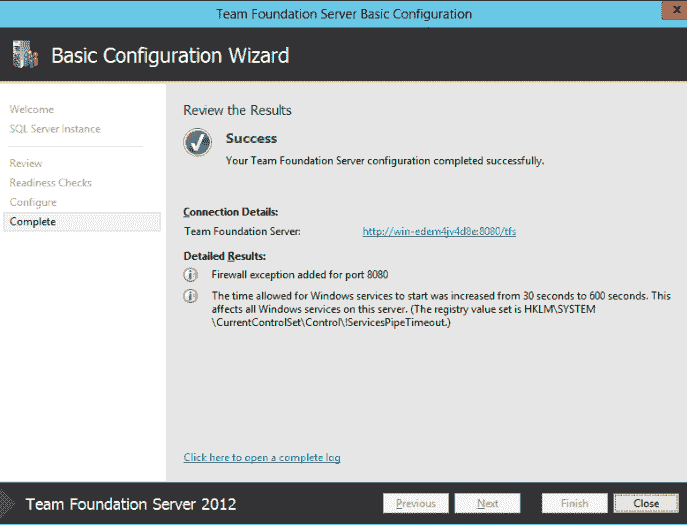 Team Foundation Server Basic Configuration
x
Basic Configuration Wizard
Welcome
SQL Server Instance
Review
Readiness Checks
Configure
Complete
Review the Results
Success
Your Team Foundation Server configuration completed successfully.
Connection Details:
Team Foundation Server: http://win-edem4jv4d8e:8080/tfs
Detailed Results:
Firewall exception added for port 8080
The time allowed for Windows services to start was increased from 30 seconds to 600 seconds. This
affects all Windows services on this server. (The registry value set is HKLM\SYSTEM
\CurrentControlSet\Control\!ServicesPipeTimeout.)
Click here to open a complete log
Team Foundation Server 2012
Previous
Next
Finish
Close